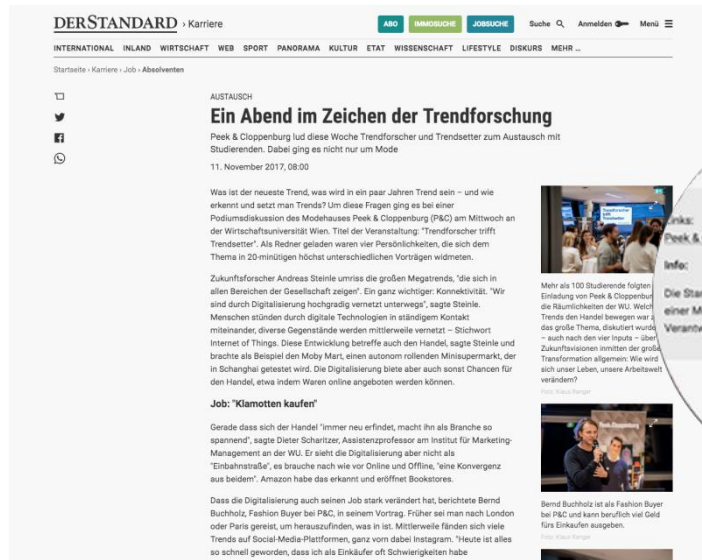 DERSTANDARD › Karriere
ABO
IMMOSUCHE
JOBSUCHE
Suche
Anmelden
Menü
INTERNATIONAL INLAND WIRTSCHAFT WEB SPORT PANORAMA KULTUR ETAT WISSENSCHAFT LIFESTYLE DISKURS MEHR ...
Startseite › Karriere › Job › Absolventen
AUSTAUSCH
Ein Abend im Zeichen der Trendforschung
Peek & Cloppenburg lud diese Woche Trendforscher und Trendsetter zum Austausch mit
Studierenden. Dabei ging es nicht nur um Mode
11. November 2017, 08:00
Was ist der neueste Trend, was wird in ein paar Jahren Trend sein – und wie
erkennt und setzt man Trends? Um diese Fragen ging es bei einer
Podiumsdiskussion des Modehauses Peek & Cloppenburg (P&C) am Mittwoch an
der Wirtschaftsuniversität Wien. Titel der Veranstaltung: "Trendforscher trifft
Trendsetter". Als Redner geladen waren vier Persönlichkeiten, die sich dem
Thema in 20-minütigen höchst unterschiedlichen Vorträgen widmeten.
Zukunftsforscher Andreas Steinle umriss die großen Megatrends, "die sich in
allen Bereichen der Gesellschaft zeigen". Ein ganz wichtiger: Konnektivität. "Wir
sind durch Digitalisierung hochgradig vernetzt unterwegs", sagte Steinle.
Menschen stünden durch digitale Technologien in ständigem Kontakt
miteinander, diverse Gegenstände werden mittlerweile vernetzt – Stichwort
Internet of Things. Diese Entwicklung betreffe auch den Handel, sagte Steinle und
brachte als Beispiel den Moby Mart, einen autonom rollenden Minisupermarkt, der
in Schanghai getestet wird. Die Digitalisierung biete aber auch sonst Chancen für
den Handel, etwa indem Waren online angeboten werden können.
Job: "Klamotten kaufen"
Gerade dass sich der Handel "immer neu erfindet, macht ihn als Branche so
spannend", sagte Dieter Scharitzer, Assistenzprofessor am Institut für Marketing-
Management an der WU. Er sieht die Digitalisierung aber nicht als
"Einbahnstraße", es brauche nach wie vor Online und Offline, "eine Konvergenz
aus beidem". Amazon habe das erkannt und eröffnet Bookstores.
Dass die Digitalisierung auch seinen Job stark verändert hat, berichtete Bernd
Buchholz, Fashion Buyer bei P&C, in seinem Vortrag. Früher sei man nach London
oder Paris gereist, um herauszufinden, was in ist. Mittlerweile fänden sich viele
Trends auf Social-Media-Plattformen, ganz vorn dabei Instagram. "Heute ist alles
so schnell geworden, dass ich als Einkäufer oft Schwierigkeiten habe
Trendforscher
trifft
Trendsetter
Mehr als 100 Studierende folgten
Einladung von Peek & Cloppenbur
die Räumlichkeiten der WU. Welch
Trends den Handel bewegen war
das große Thema, diskutiert wurde
– auch nach den vier Inputs – über
Zukunftsvisionen inmitten der große
Transformation allgemein: Wie wird
sich unser Leben, unsere Arbeitswelt
verändern?
Foto: Klaus Ranger
Bernd Buchholz ist als Fashion Buyer
bei P&C und kann beruflich viel Geld
fürs Einkaufen ausgeben.
Foto: Klaus Ranger
Links:
Peek &
Info:
Die Star
einer M
Verantw